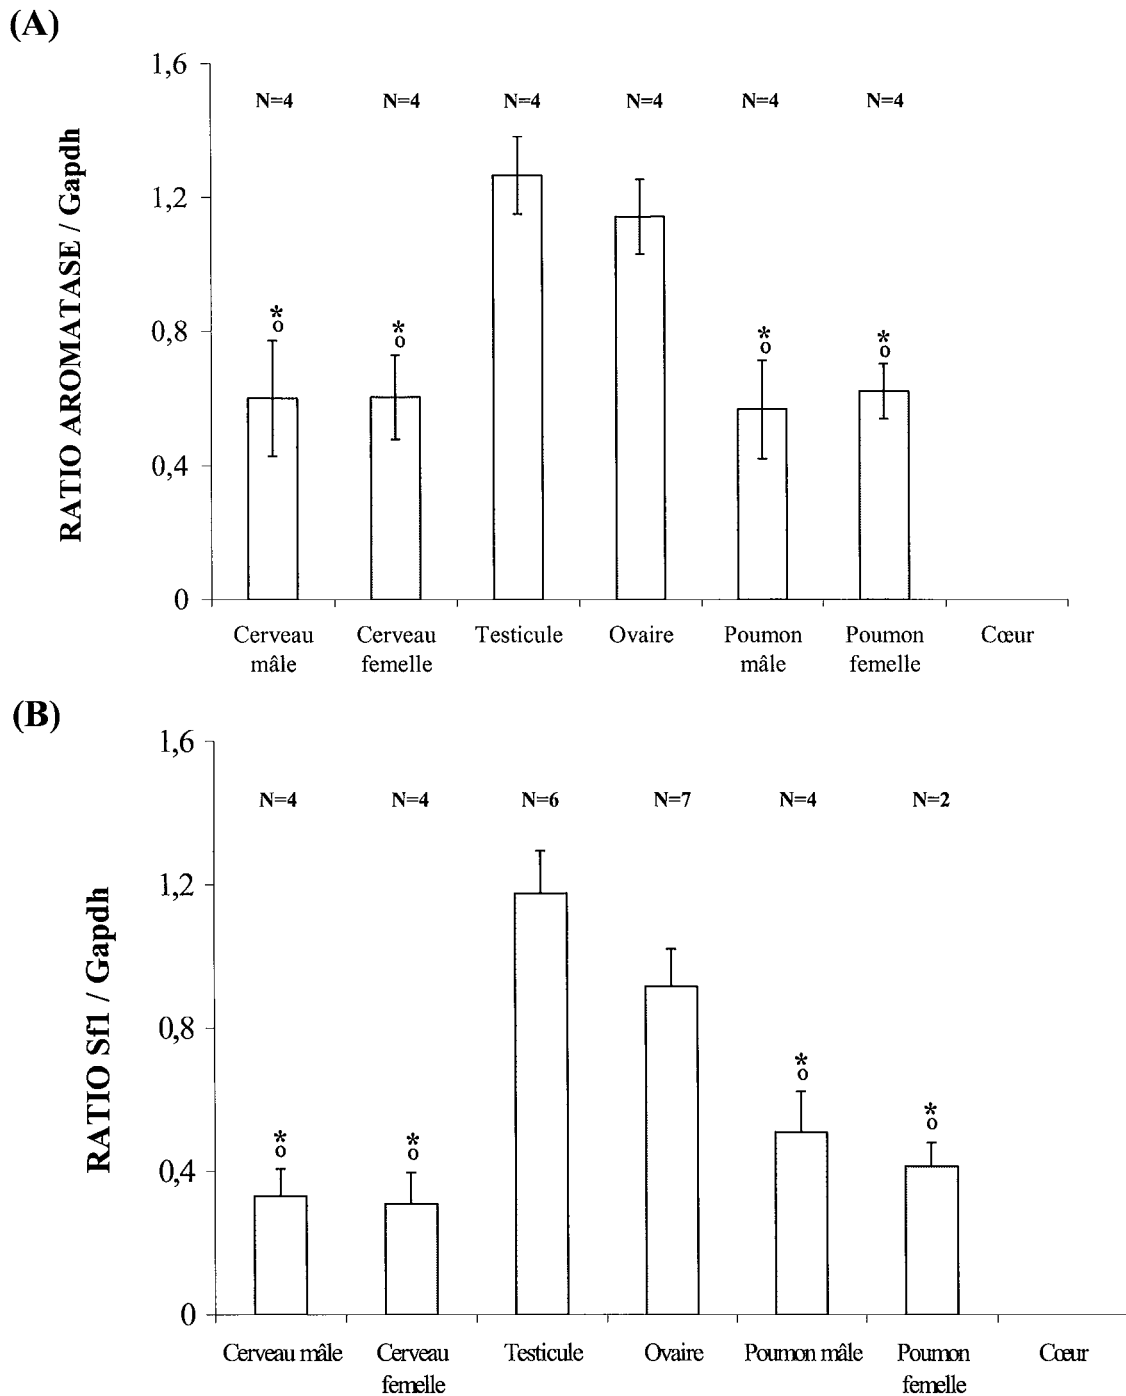 (A)
RATIO AROMATASE / Gapdh
1,6
1,2
0,8
0,4
0
N=4 N=4 N=4 N=4 N=4 N=4
*
o
*
o
*
o
*
o
Cerveau mâle
Cerveau femelle
Testicule
Ovaire
Poumon mâle
Poumon femelle
Cœur
(B)
RATIO Sf1 / Gapdh
1,6
1,2
0,8
0,4
0
N=4 N=4 N=6 N=7 N=4 N=2
*
o
*
o
*
o
*
o
Cerveau mâle
Cerveau femelle
Testicule
Ovaire
Poumon mâle
Poumon femelle
Cœur